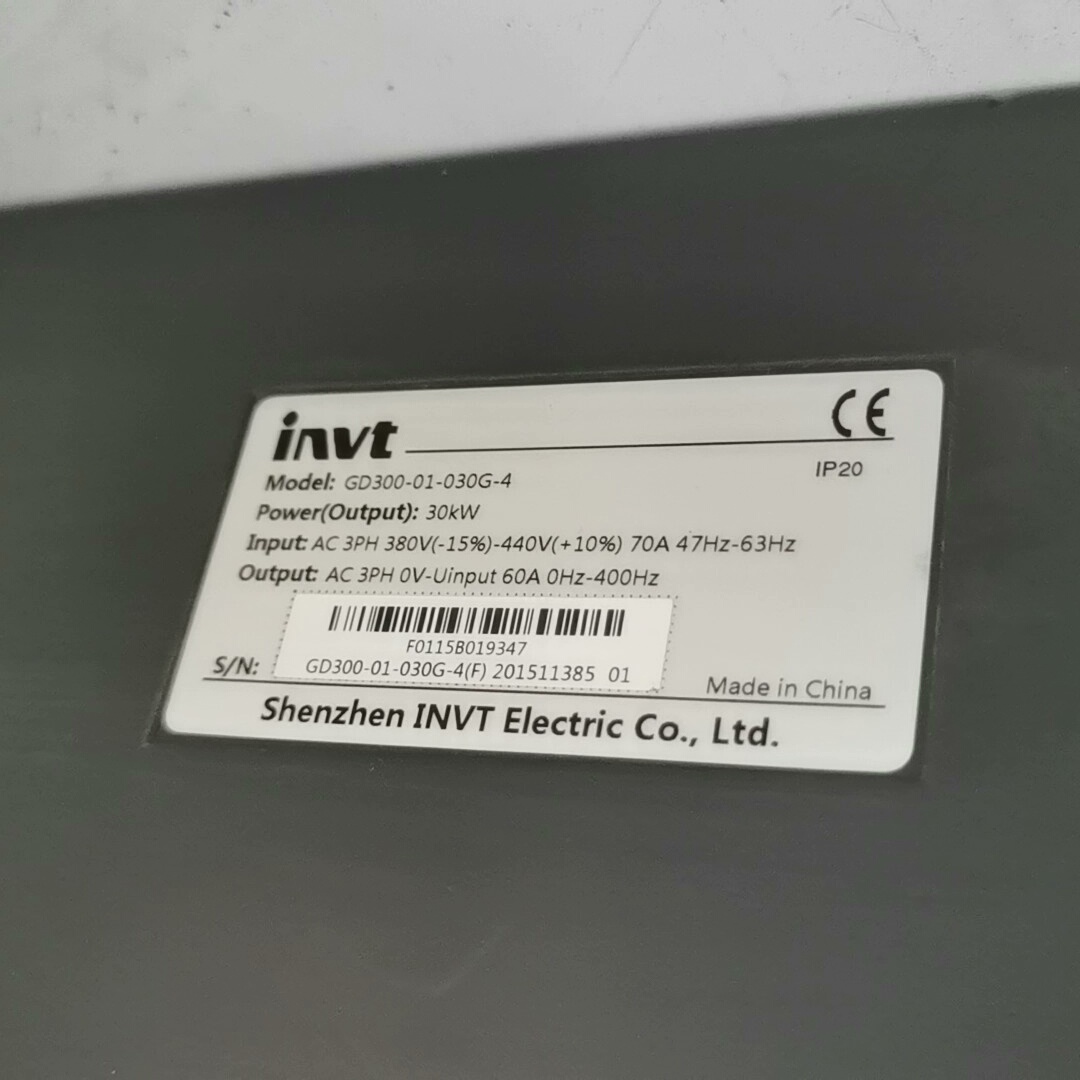 invt
CE
IP20
Model: GD300-01-030G-4
Power(Output): 30kW
Input: AC 3PH 380V(-15%)-440V(+10%) 70A 47Hz-63Hz
Output: AC 3PH 0V-Uinput 60A 0Hz-400Hz
F0115B019347
S/N: GD300-01-030G-4(F) 201511385 01
Made in China
Shenzhen INVT Electric Co., Ltd.